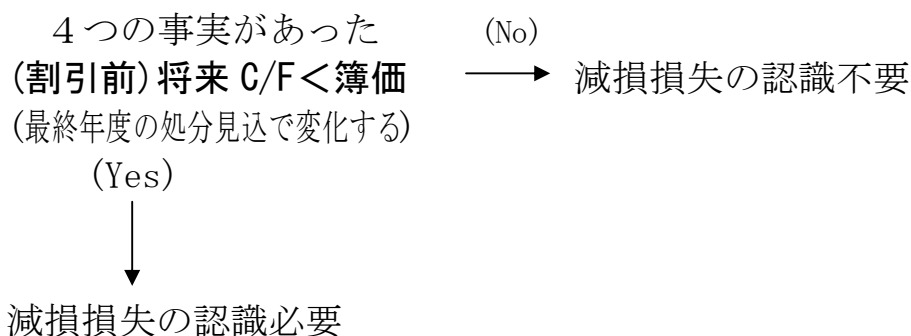 ４つの事実があった
(No)
(割引前)将来 C/F＜簿価
減損損失の認識不要
(最終年度の処分見込で変化する)
(Yes)
減損損失の認識必要